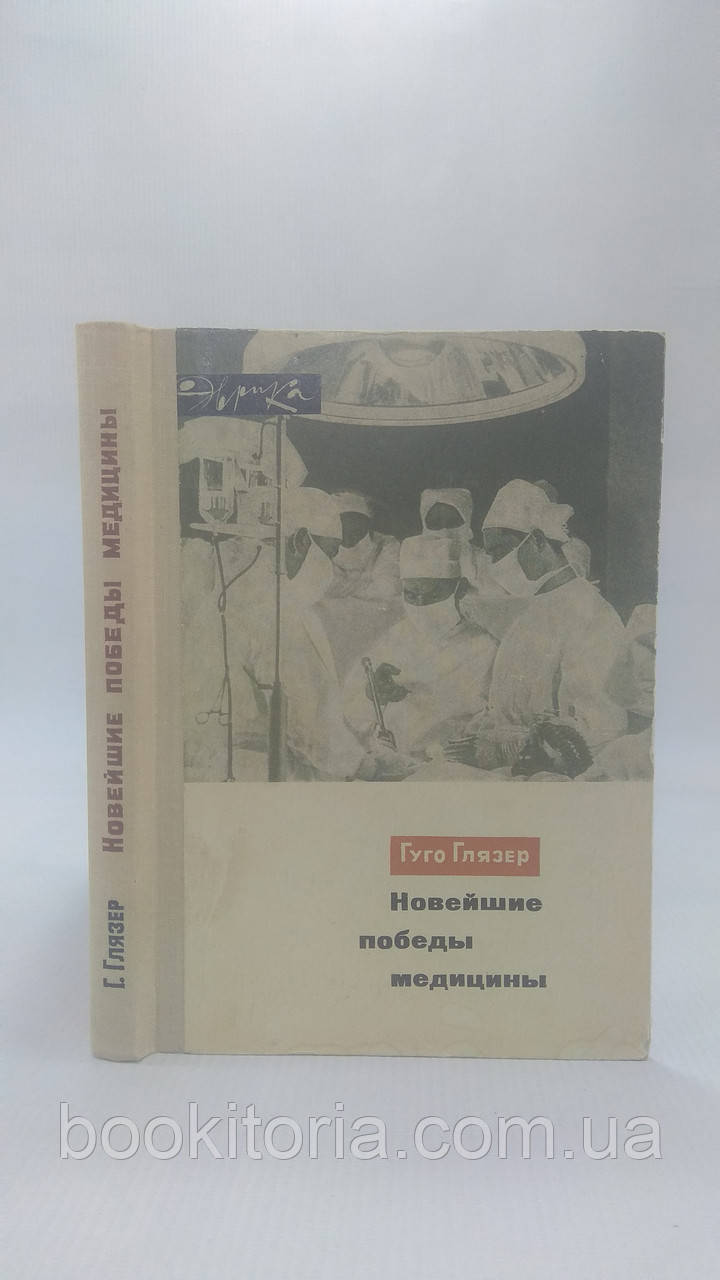 Эврика
Г. Глязер Новейшие победы медицины
Гуго Глязер
Новейшие
победы
медицины
bookitoria.com.ua